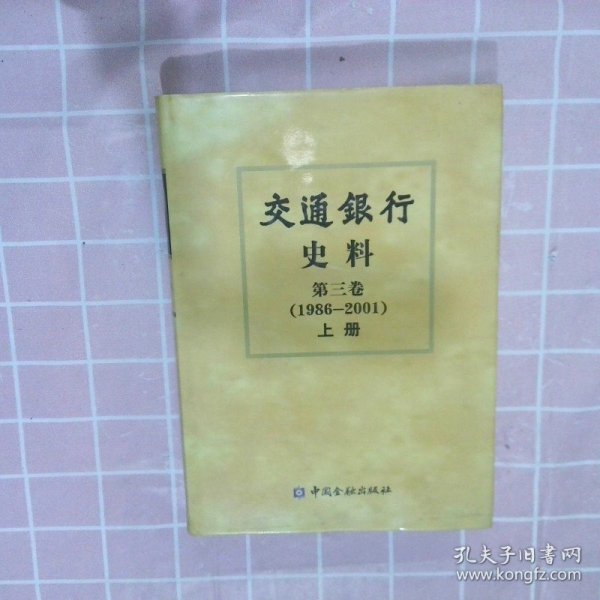 交通銀行
史料
第三卷
(1986—2001)
上册
中国金融出版社
孔夫子旧书网
www.kongfz.com